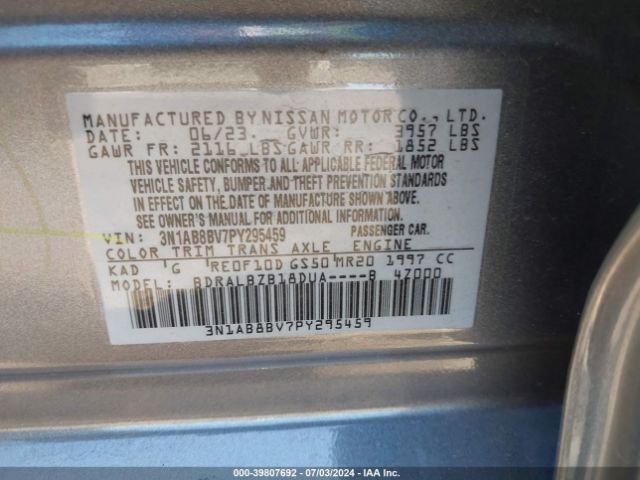 MANUFACTURED BY NISSAN MOTOR CO., LTD.
DATE: 06/23. GVWR: 3957 LBS
GAWR FR: 2116 LBS GAWR RR: 1852 LBS
THIS VEHICLE CONFORMS TO ALL APPLICABLE FEDERAL MOTOR
VEHICLE SAFETY, BUMPER AND THEFT PREVENTION STANDARDS
IN EFFECT ON THE DATE OF MANUFACTURE SHOWN ABOVE.
SEE OWNER'S MANUAL FOR ADDITIONAL INFORMATION.
VIN: 3N1AB8BV7PY295459 PASSENGER CAR.
COLOR TRIM TRANS AXLE ENGINE
KAD G RE0F10D GS50 MR20 1997 CC
MODEL: BDRALBZB18DUA----B 4Z000
3N1AB8BV7PY295459
000-39807692 - 07/03/2024 - IAA Inc.